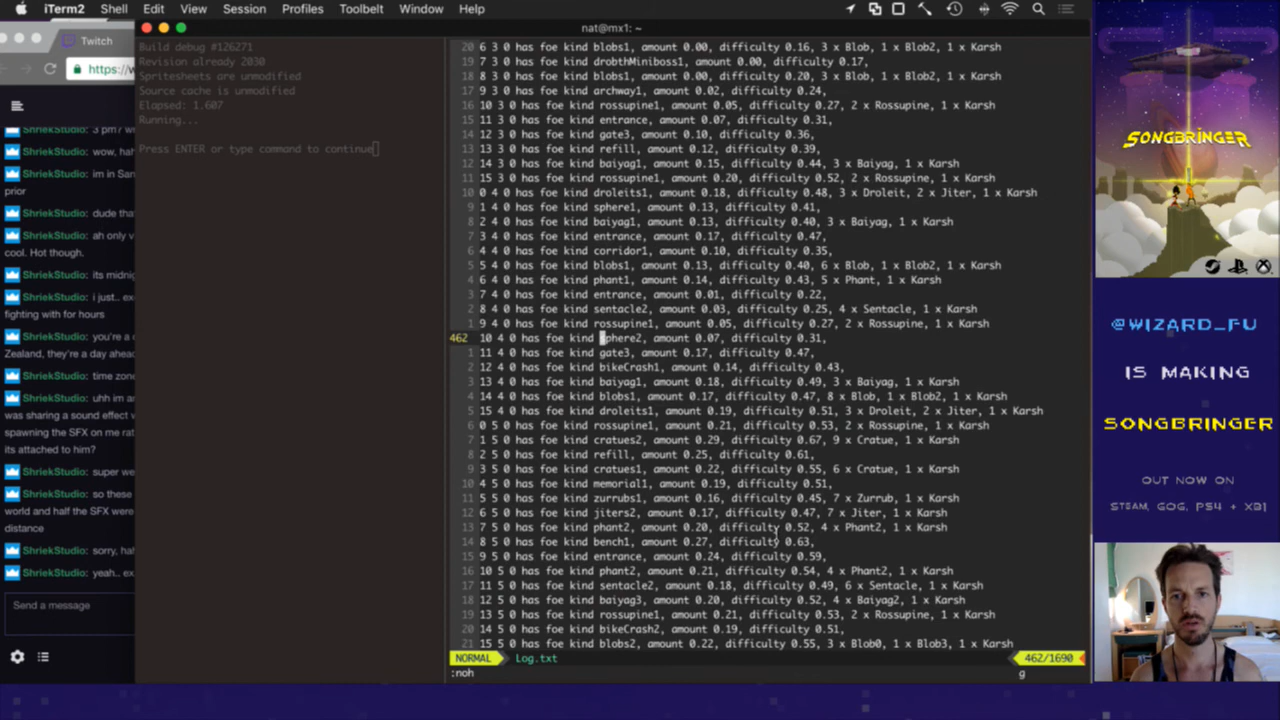 iTerm2 Shell Edit View Session Profiles Toolbelt Window Help
nat@mx1: ~
Twitch
https://w
ShriekStudio: 3 pm? w
ShriekStudio: wow, hah
ShriekStudio: im in San
prior
ShriekStudio: dude tha
ShriekStudio: ah only v
cool. Hot though.
ShriekStudio: its midnig
ShriekStudio: i just.. ex
fighting with for hours
ShriekStudio: you're a c
Zealand, they're a day ahead
ShriekStudio: time zone
ShriekStudio: uhh im as
was sharing a sound effect w
spawning the SFX on me rat
its attached to him?
ShriekStudio: super we
ShriekStudio: so these
world and half the SFX were
distance
ShriekStudio: sorry, hah
ShriekStudio: yeah.. ex
Send a message
Build debug #126271
Revision already 2030
Spritesheets are unmodified
Source cache is unmodified
Elapsed: 1.607
Running...
Press ENTER or type command to continue
20 6 3 0 has foe kind blobs1, amount 0.00, difficulty 0.16, 3 x Blob, 1 x Blob2, 1 x Karsh
19 7 3 0 has foe kind drobthMiniboss1, amount 0.00, difficulty 0.17,
18 8 3 0 has foe kind blobs1, amount 0.00, difficulty 0.20, 3 x Blob, 1 x Blob2, 1 x Karsh
17 9 3 0 has foe kind archway1, amount 0.02, difficulty 0.24,
16 10 3 0 has foe kind rossupine1, amount 0.05, difficulty 0.27, 2 x Rossupine, 1 x Karsh
15 11 3 0 has foe kind entrance, amount 0.07, difficulty 0.31,
14 12 3 0 has foe kind gate3, amount 0.10, difficulty 0.36,
13 13 3 0 has foe kind refill, amount 0.12, difficulty 0.39,
12 14 3 0 has foe kind baiyag1, amount 0.15, difficulty 0.44, 3 x Baiyag, 1 x Karsh
11 15 3 0 has foe kind rossupine1, amount 0.20, difficulty 0.52, 2 x Rossupine, 1 x Karsh
10 0 4 0 has foe kind droleits1, amount 0.18, difficulty 0.48, 3 x Droleit, 2 x Jiter, 1 x Karsh
9 1 4 0 has foe kind sphere1, amount 0.13, difficulty 0.41,
8 2 4 0 has foe kind baiyag1, amount 0.13, difficulty 0.40, 3 x Baiyag, 1 x Karsh
7 3 4 0 has foe kind entrance, amount 0.17, difficulty 0.47,
6 4 4 0 has foe kind corridor1, amount 0.10, difficulty 0.35,
5 5 4 0 has foe kind blobs1, amount 0.13, difficulty 0.40, 6 x Blob, 1 x Blob2, 1 x Karsh
4 6 4 0 has foe kind phant1, amount 0.14, difficulty 0.43, 5 x Phant, 1 x Karsh
3 7 4 0 has foe kind entrance, amount 0.01, difficulty 0.22,
2 8 4 0 has foe kind sentacle2, amount 0.03, difficulty 0.25, 4 x Sentacle, 1 x Karsh
1 9 4 0 has foe kind rossupine1, amount 0.05, difficulty 0.27, 2 x Rossupine, 1 x Karsh
462 10 4 0 has foe kind sphere2, amount 0.07, difficulty 0.31,
1 11 4 0 has foe kind gate3, amount 0.17, difficulty 0.47,
2 12 4 0 has foe kind bikeCrash1, amount 0.14, difficulty 0.43,
3 13 4 0 has foe kind baiyag1, amount 0.18, difficulty 0.49, 3 x Baiyag, 1 x Karsh
4 14 4 0 has foe kind blobs1, amount 0.17, difficulty 0.47, 8 x Blob, 1 x Blob2, 1 x Karsh
5 15 4 0 has foe kind droleits1, amount 0.19, difficulty 0.51, 3 x Droleit, 2 x Jiter, 1 x Karsh
6 0 5 0 has foe kind rossupine1, amount 0.21, difficulty 0.53, 2 x Rossupine, 1 x Karsh
7 1 5 0 has foe kind cratues2, amount 0.29, difficulty 0.67, 9 x Cratue, 1 x Karsh
8 2 5 0 has foe kind refill, amount 0.25, difficulty 0.61,
9 3 5 0 has foe kind cratues1, amount 0.22, difficulty 0.55, 6 x Cratue, 1 x Karsh
10 4 5 0 has foe kind memorial1, amount 0.19, difficulty 0.51,
11 5 5 0 has foe kind zurrubs1, amount 0.16, difficulty 0.45, 7 x Zurrub, 1 x Karsh
12 6 5 0 has foe kind jiters2, amount 0.17, difficulty 0.47, 7 x Jiter, 1 x Karsh
13 7 5 0 has foe kind phant2, amount 0.20, difficulty 0.52, 4 x Phant2, 1 x Karsh
14 8 5 0 has foe kind bench1, amount 0.27, difficulty 0.63,
15 9 5 0 has foe kind entrance, amount 0.24, difficulty 0.59,
16 10 5 0 has foe kind phant2, amount 0.21, difficulty 0.54, 4 x Phant2, 1 x Karsh
17 11 5 0 has foe kind sentacle2, amount 0.18, difficulty 0.49, 6 x Sentacle, 1 x Karsh
18 12 5 0 has foe kind baiyag3, amount 0.20, difficulty 0.52, 4 x Baiyag2, 1 x Karsh
19 13 5 0 has foe kind rossupine1, amount 0.21, difficulty 0.53, 2 x Rossupine, 1 x Karsh
20 14 5 0 has foe kind bikeCrash2, amount 0.19, difficulty 0.51,
21 15 5 0 has foe kind blobs2, amount 0.22, difficulty 0.55, 3 x Blob0, 1 x Blob3, 1 x Karsh
NORMAL Log.txt 462/1690
:noh g
SONGBRINGER
@WIZARD_FU
IS MAKING
SONGBRINGER
OUT NOW ON
STEAM, GOG, PS4 + XB1